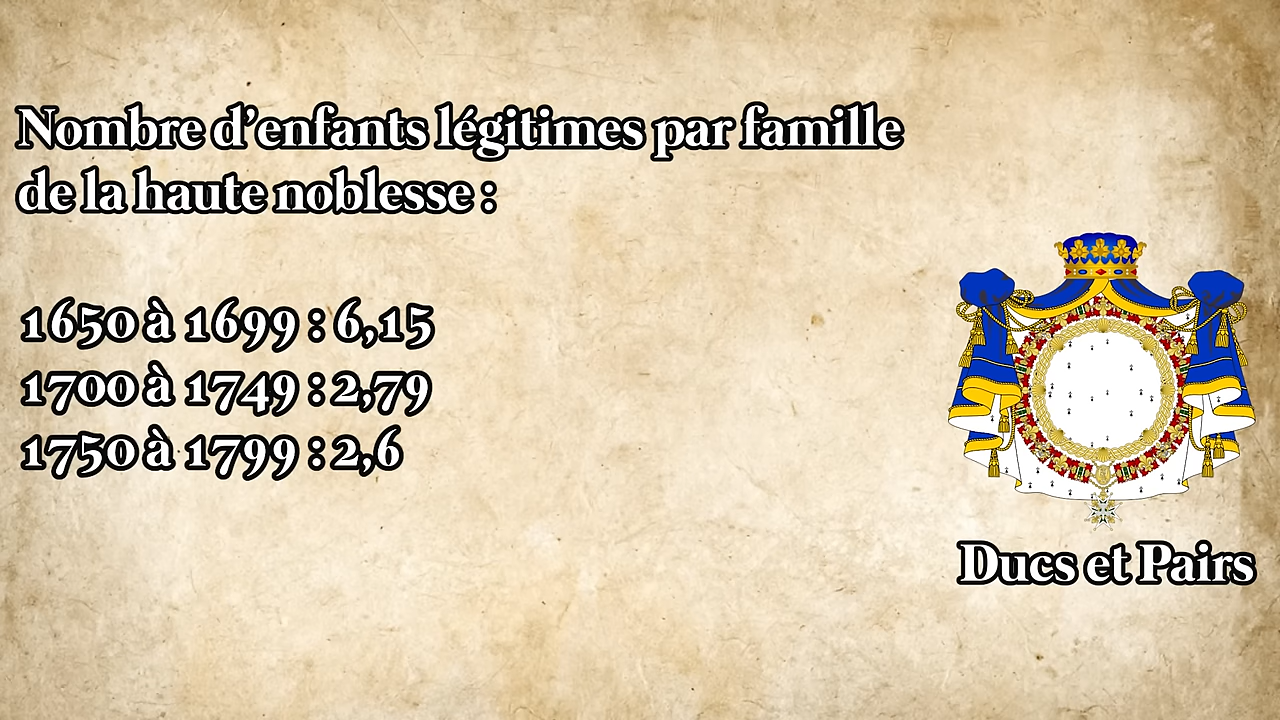 Nombre d’enfants légitimes par famille
de la haute noblesse :
1650 à 1699 : 6,15
1700 à 1749 : 2,79
1750 à 1799 : 2,6
Ducs et Pairs